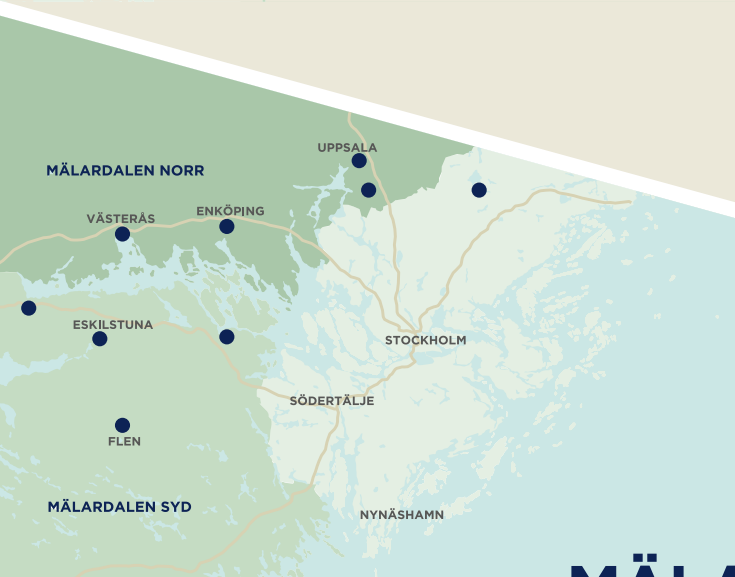 UPPSALA
MÄLARDALEN NORR
ENKÖPING
VÄSTERÅS
ESKILSTUNA
STOCKHOLM
SÖDERTÄLJE
FLEN
MÄLARDALEN SYD
NYNÄSHAMN